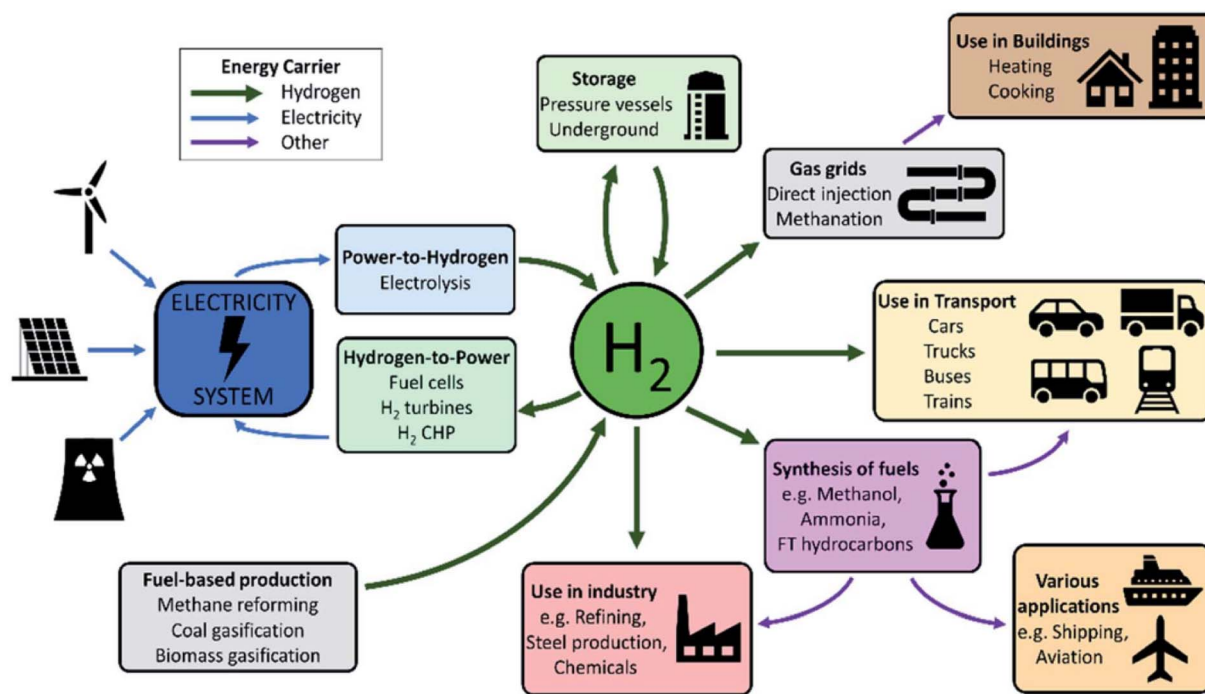 Energy Carrier
Hydrogen
Electricity
Other
Storage
Pressure vessels
Underground
Use in Buildings
Heating
Cooking
Gas grids
Direct injection
Methanation
Power-to-Hydrogen
Electrolysis
ELECTRICITY
SYSTEM
Hydrogen-to-Power
Fuel cells
H₂ turbines
H₂ CHP
H₂
Use in Transport
Cars
Trucks
Buses
Trains
Synthesis of fuels
e.g. Methanol,
Ammonia,
FT hydrocarbons
Fuel-based production
Methane reforming
Coal gasification
Biomass gasification
Use in industry
e.g. Refining,
Steel production,
Chemicals
Various
applications
e.g. Shipping,
Aviation